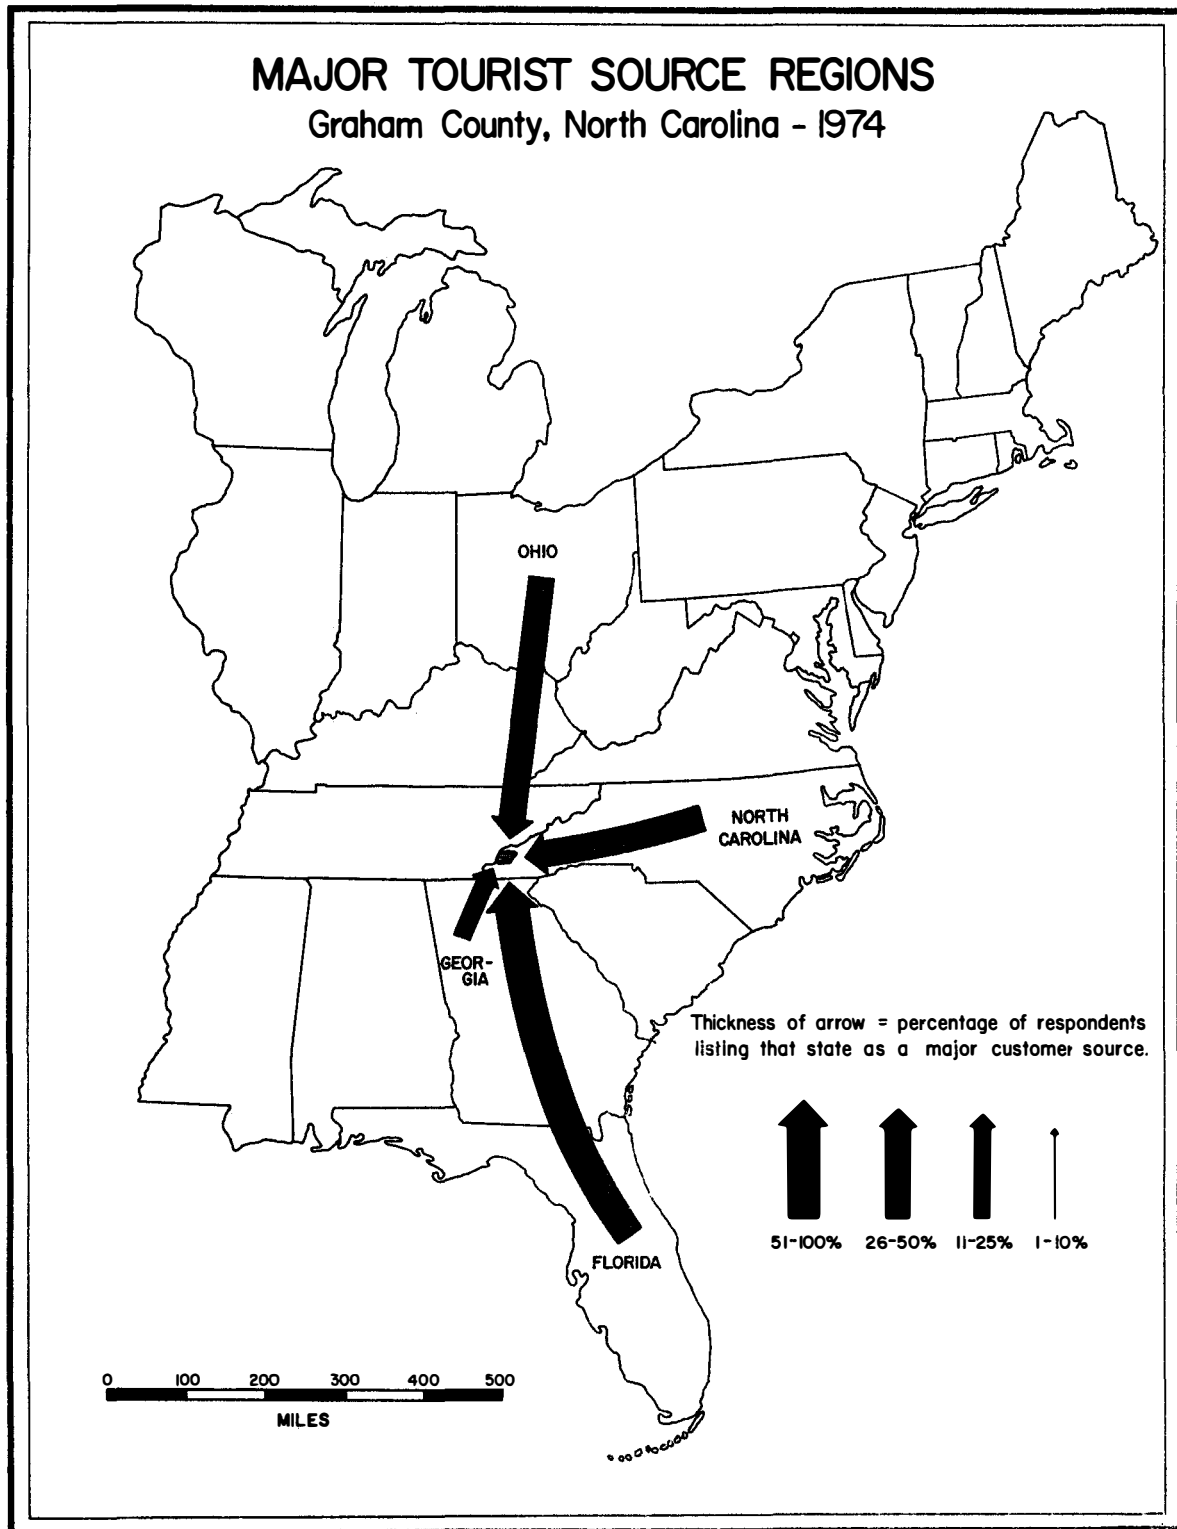 MAJOR TOURIST SOURCE REGIONS
Graham County, North Carolina - 1974
OHIO
NORTH
CAROLINA
GEOR-
GIA
Thickness of arrow = percentage of respondents
listing that state as a major customer source.
51-100% 26-50% 11-25% 1-10%
FLORIDA
0 100 200 300 400 500
MILES